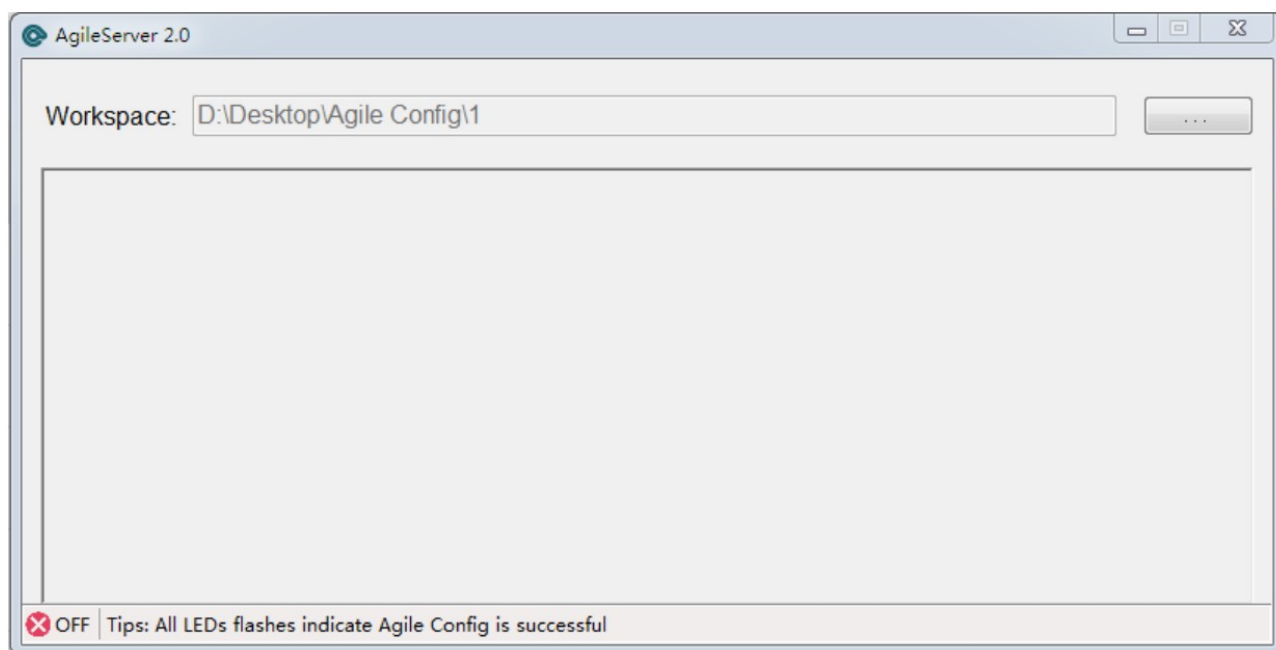 AgileServer 2.0
Workspace: D:\Desktop\Agile Config\1 ...
OFF Tips: All LEDs flashes indicate Agile Config is successful